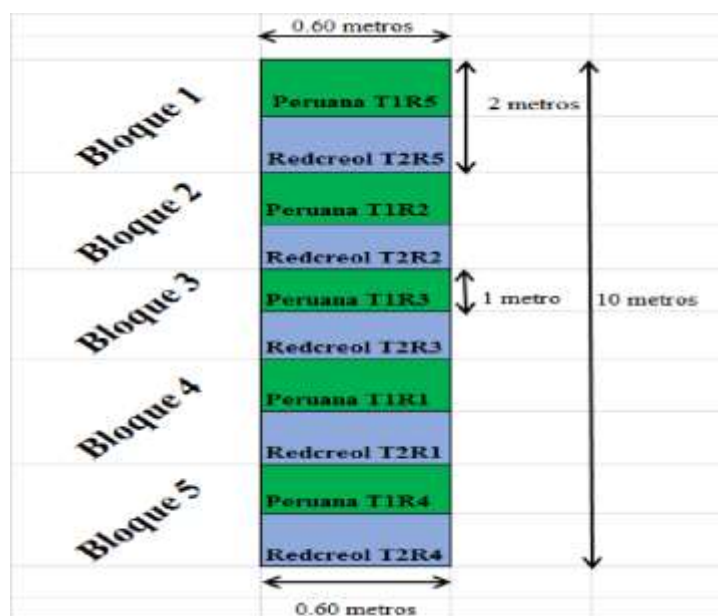 0.60 metros
Bloque 1
Peruana T1R5
2 metros
Redcreol T2R5
Bloque 2
Peruana T1R2
Redcreol T2R2
Bloque 3
Peruana T1R3
1 metro
10 metros
Redcreol T2R3
Bloque 4
Peruana T1R1
Redcreol T2R1
Bloque 5
Peruana T1R4
Redcreol T2R4
0.60 metros